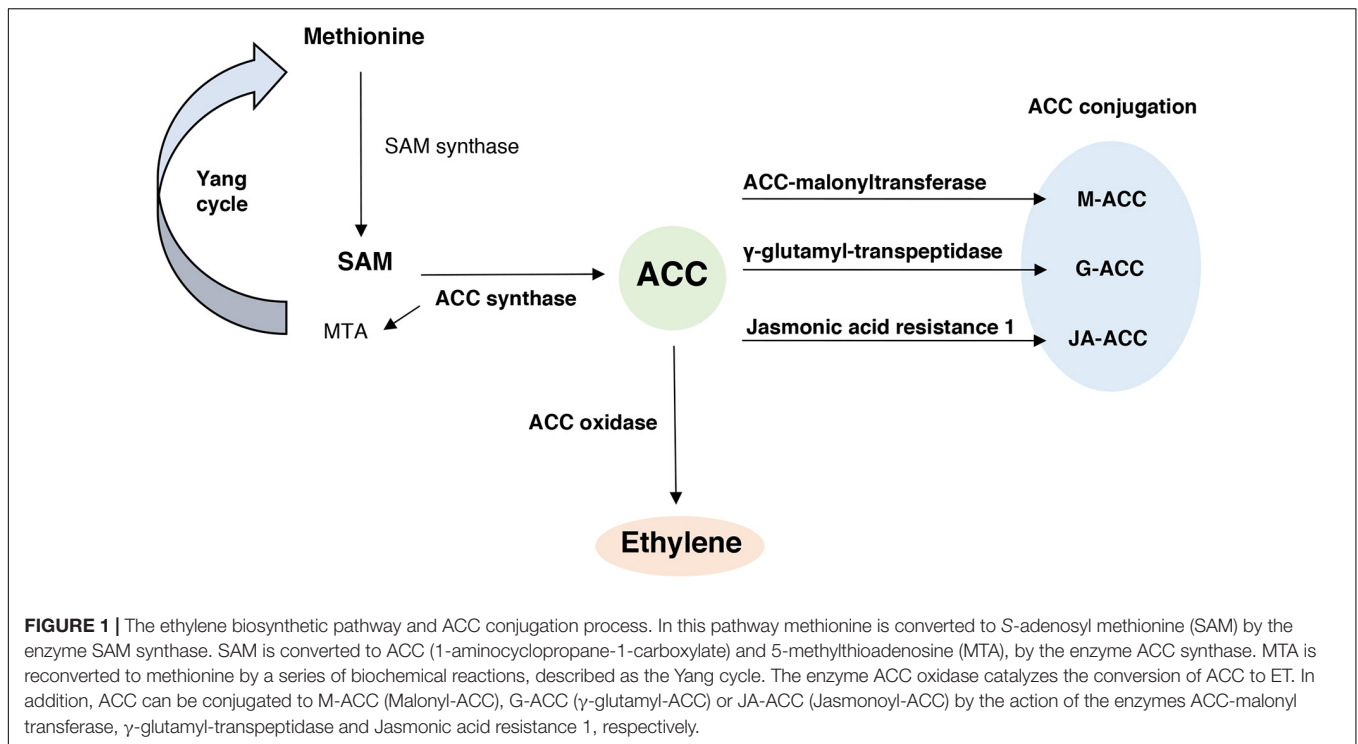 Methionine
SAM synthase
Yang
cycle
SAM
ACC synthase
MTA
ACC
ACC conjugation
ACC-malonyltransferase
M-ACC
γ-glutamyl-transpeptidase
G-ACC
Jasmonic acid resistance 1
JA-ACC
ACC oxidase
Ethylene
FIGURE 1 | The ethylene biosynthetic pathway and ACC conjugation process. In this pathway methionine is converted to S-adenosyl methionine (SAM) by the
enzyme SAM synthase. SAM is converted to ACC (1-aminocyclopropane-1-carboxylate) and 5-methylthioadenosine (MTA), by the enzyme ACC synthase. MTA is
reconverted to methionine by a series of biochemical reactions, described as the Yang cycle. The enzyme ACC oxidase catalyzes the conversion of ACC to ET. In
addition, ACC can be conjugated to M-ACC (Malonyl-ACC), G-ACC (γ-glutamyl-ACC) or JA-ACC (Jasmonoyl-ACC) by the action of the enzymes ACC-malonyl
transferase, γ-glutamyl-transpeptidase and Jasmonic acid resistance 1, respectively.